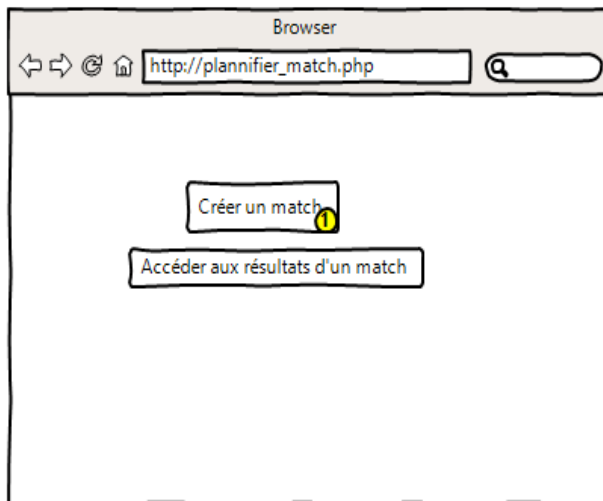 Browser
http://plannifier_match.php
Créer un match
1
Accéder aux résultats d'un match